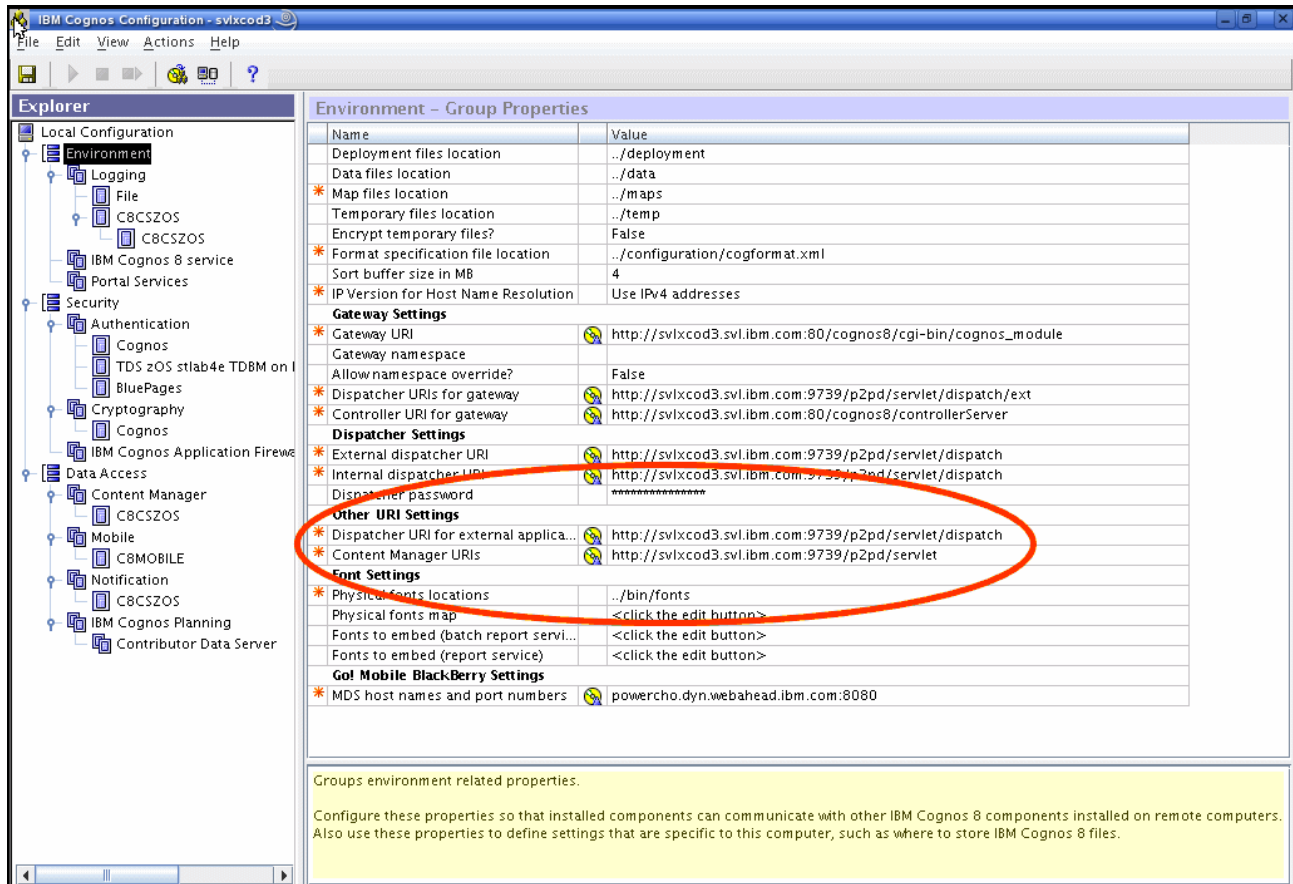 IBM Cognos Configuration - svlxcod3
File Edit View Actions Help
Explorer
Local Configuration
Environment
Logging
File
C8CSZOS
C8CSZOS
IBM Cognos 8 service
Portal Services
Security
Authentication
Cognos
TDS zOS stlab4e TDBM on
BluePages
Cryptography
Cognos
IBM Cognos Application Firewa
Data Access
Content Manager
C8CSZOS
Mobile
C8MOBILE
Notification
C8CSZOS
IBM Cognos Planning
Contributor Data Server
Environment – Group Properties
Name Value
Deployment files location ../deployment
Data files location ../data
* Map files location ../maps
Temporary files location ../temp
Encrypt temporary files? False
* Format specification file location ../configuration/cogformat.xml
Sort buffer size in MB 4
* IP Version for Host Name Resolution Use IPv4 addresses
Gateway Settings
* Gateway URI http://svlxcod3.svl.ibm.com:80/cognos8/cgi-bin/cognos_module
Gateway namespace
Allow namespace override? False
* Dispatcher URIs for gateway http://svlxcod3.svl.ibm.com:9739/p2pd/servlet/dispatch/ext
* Controller URI for gateway http://svlxcod3.svl.ibm.com:80/cognos8/controllerServer
Dispatcher Settings
* External dispatcher URI http://svlxcod3.svl.ibm.com:9739/p2pd/servlet/dispatch
* Internal dispatcher URI http://svlxcod3.svl.ibm.com:9739/p2pd/servlet/dispatch
Dispatcher password ***************
Other URI Settings
* Dispatcher URI for external applica... http://svlxcod3.svl.ibm.com:9739/p2pd/servlet/dispatch
* Content Manager URIs http://svlxcod3.svl.ibm.com:9739/p2pd/servlet
Font Settings
* Physical fonts locations ../bin/fonts
Physical fonts map <click the edit button>
Fonts to embed (batch report servi... <click the edit button>
Fonts to embed (report service) <click the edit button>
Go! Mobile BlackBerry Settings
* MDS host names and port numbers powercho.dyn.webahead.ibm.com:8080
Groups environment related properties.
Configure these properties so that installed components can communicate with other IBM Cognos 8 components installed on remote computers.
Also use these properties to define settings that are specific to this computer, such as where to store IBM Cognos 8 files.